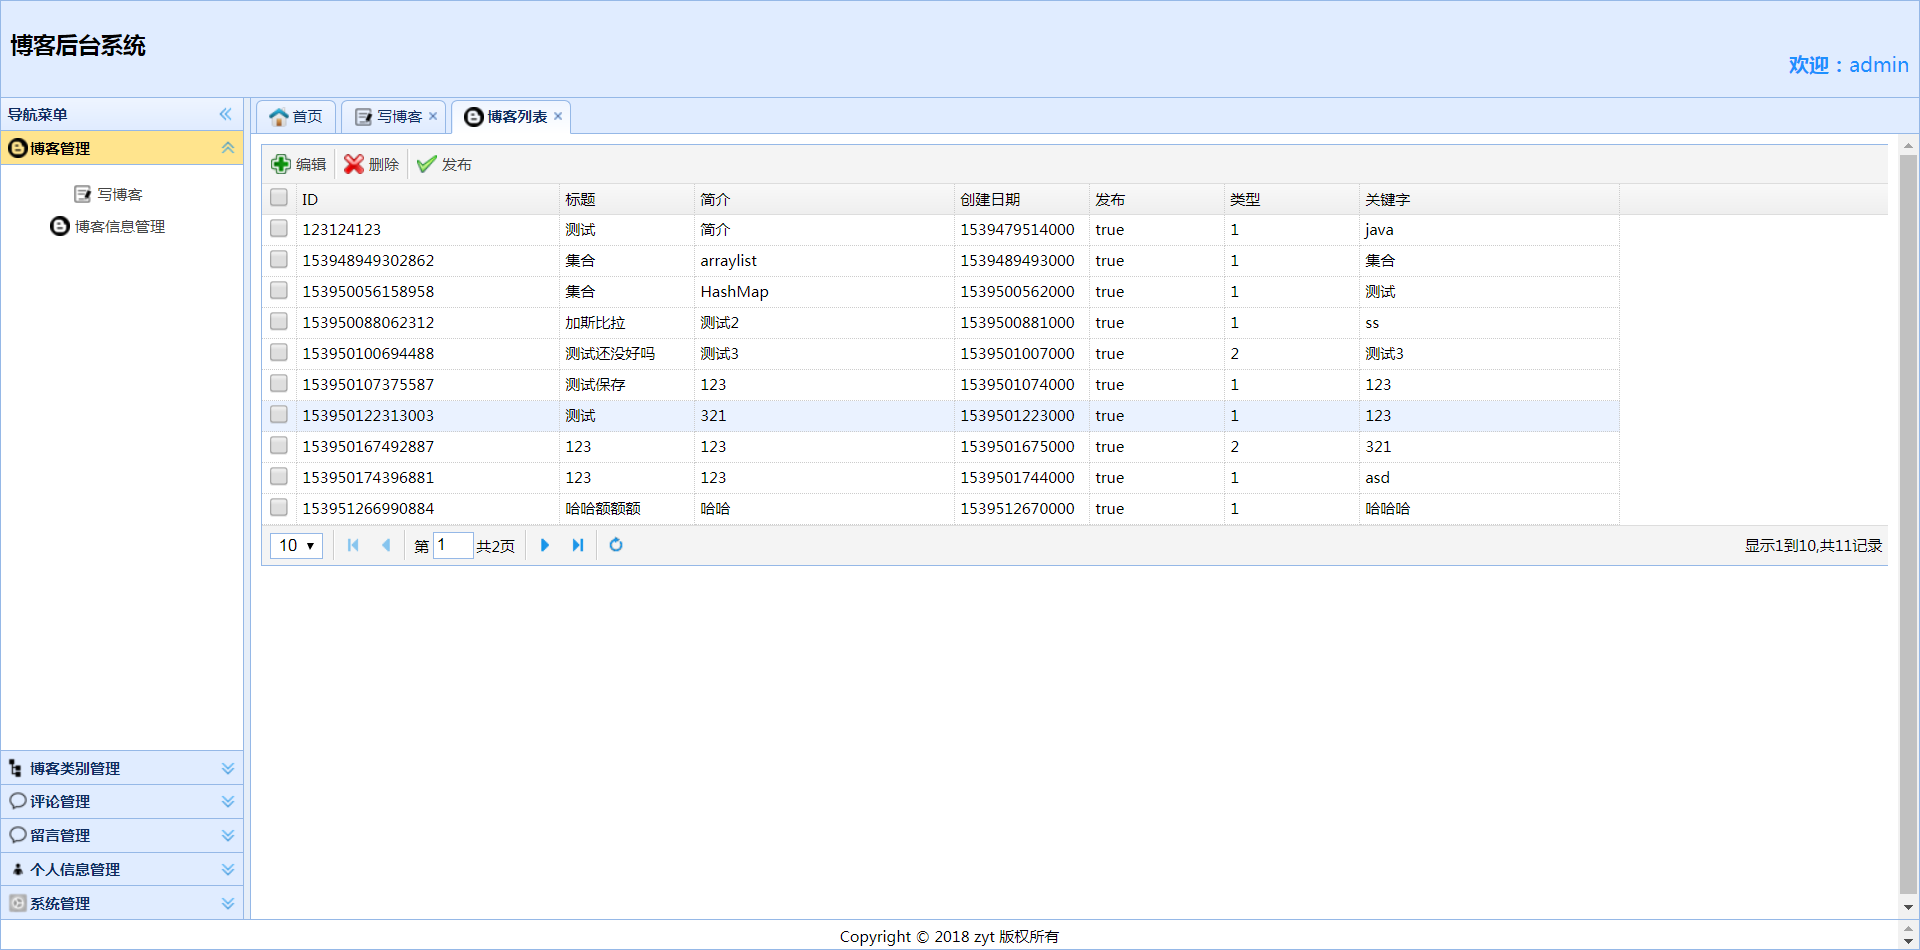 博客后台系统
欢迎：admin
导航菜单
博客管理
写博客
博客信息管理
博客类别管理
评论管理
留言管理
个人信息管理
系统管理
首页 写博客 博客列表
编辑 删除 发布
ID 标题 简介 创建日期 发布 类型 关键字
123124123 测试 简介 1539479514000 true 1 java
153948949302862 集合 arraylist 1539489493000 true 1 集合
153950056158958 集合 HashMap 1539500562000 true 1 测试
153950088062312 加斯比拉 测试2 1539500881000 true 1 ss
153950100694488 测试还没好吗 测试3 1539501007000 true 2 测试3
153950107375587 测试保存 123 1539501074000 true 1 123
153950122313003 测试 321 1539501223000 true 1 123
153950167492887 123 123 1539501675000 true 2 321
153950174396881 123 123 1539501744000 true 1 asd
153951266990884 哈哈额额额 哈哈 1539512670000 true 1 哈哈哈
10 第 1 共2页 显示1到10,共11记录
Copyright © 2018 zyt 版权所有